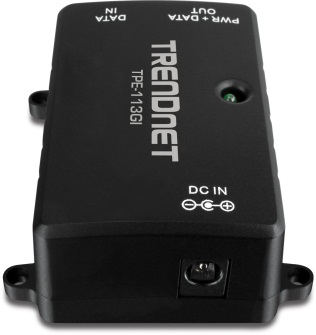 DATA
IN
PWR + DATA
OUT
TRENDNET
TPE-113GI
DC IN